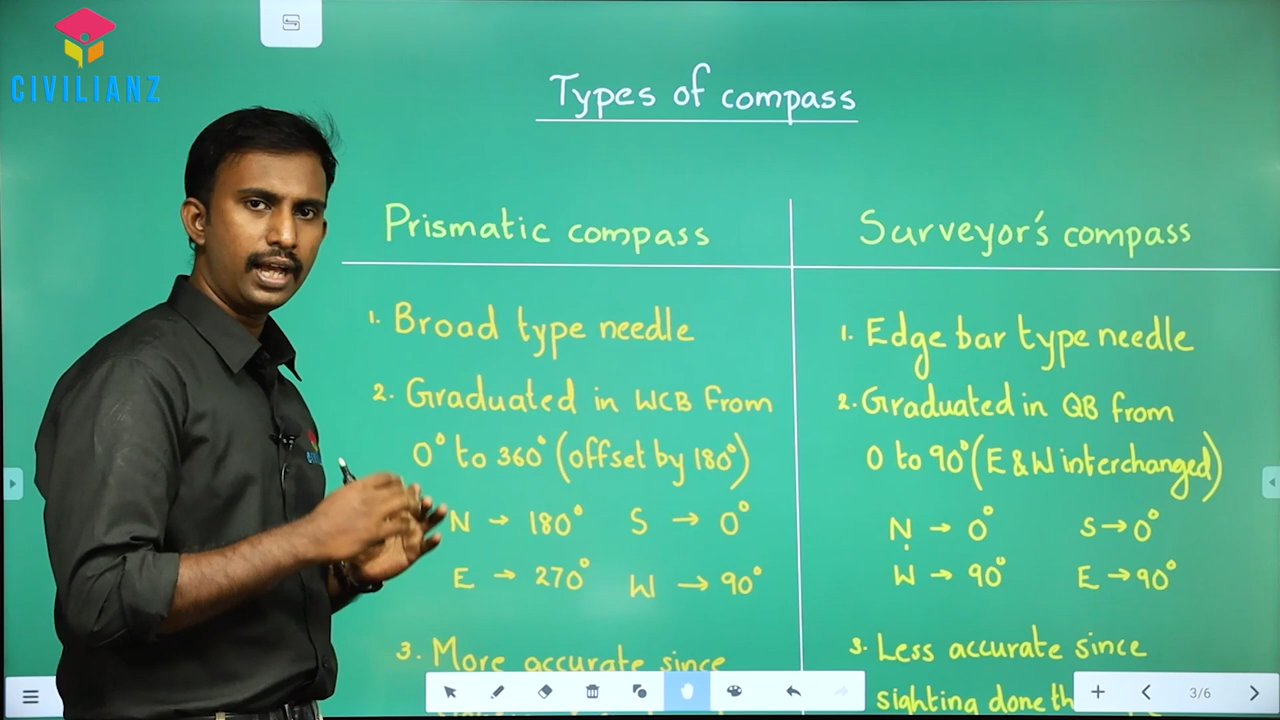 CIVILIANZ
Types of compass
Prismatic compass
1. Broad type needle
2. Graduated in WCB from
0° to 360° (offset by 180°)
N → 180° S → 0°
E → 270° W → 90°
3. More accurate since
Surveyor's compass
1. Edge bar type needle
2. Graduated in QB from
0 to 90° (E & W interchanged)
N → 0° S → 0°
W → 90° E → 90°
3. Less accurate since
sighting done
3/6